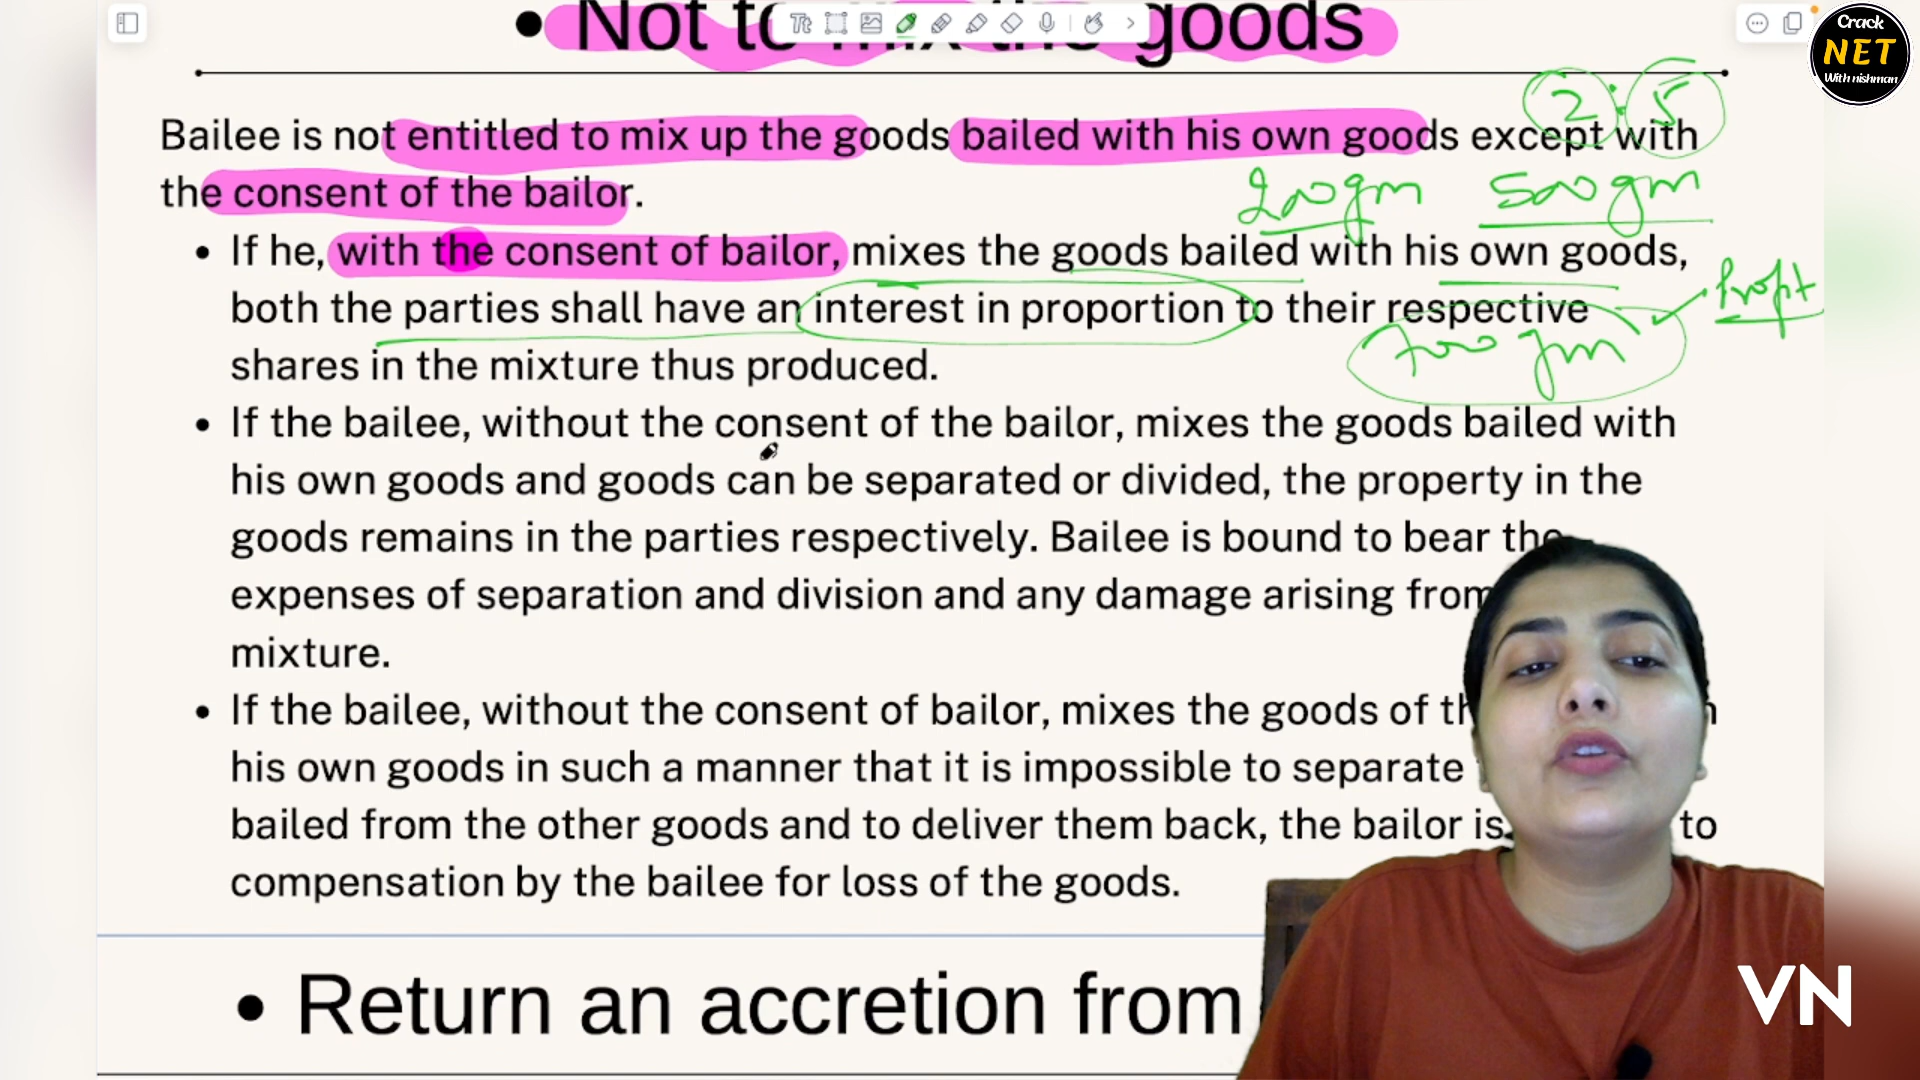 • Not to mix the goods
Crack
NET
With nishman
2 : 5
Bailee is not entitled to mix up the goods bailed with his own goods except with
the consent of the bailor.
200gm 500gm
• If he, with the consent of bailor, mixes the goods bailed with his own goods,
both the parties shall have an interest in proportion to their respective
Profit
shares in the mixture thus produced.
700 gm
• If the bailee, without the consent of the bailor, mixes the goods bailed with
his own goods and goods can be separated or divided, the property in the
goods remains in the parties respectively. Bailee is bound to bear the
expenses of separation and division and any damage arising from
mixture.
• If the bailee, without the consent of bailor, mixes the goods of
his own goods in such a manner that it is impossible to separate
bailed from the other goods and to deliver them back, the bailor is to
compensation by the bailee for loss of the goods.
• Return an accretion from
VN